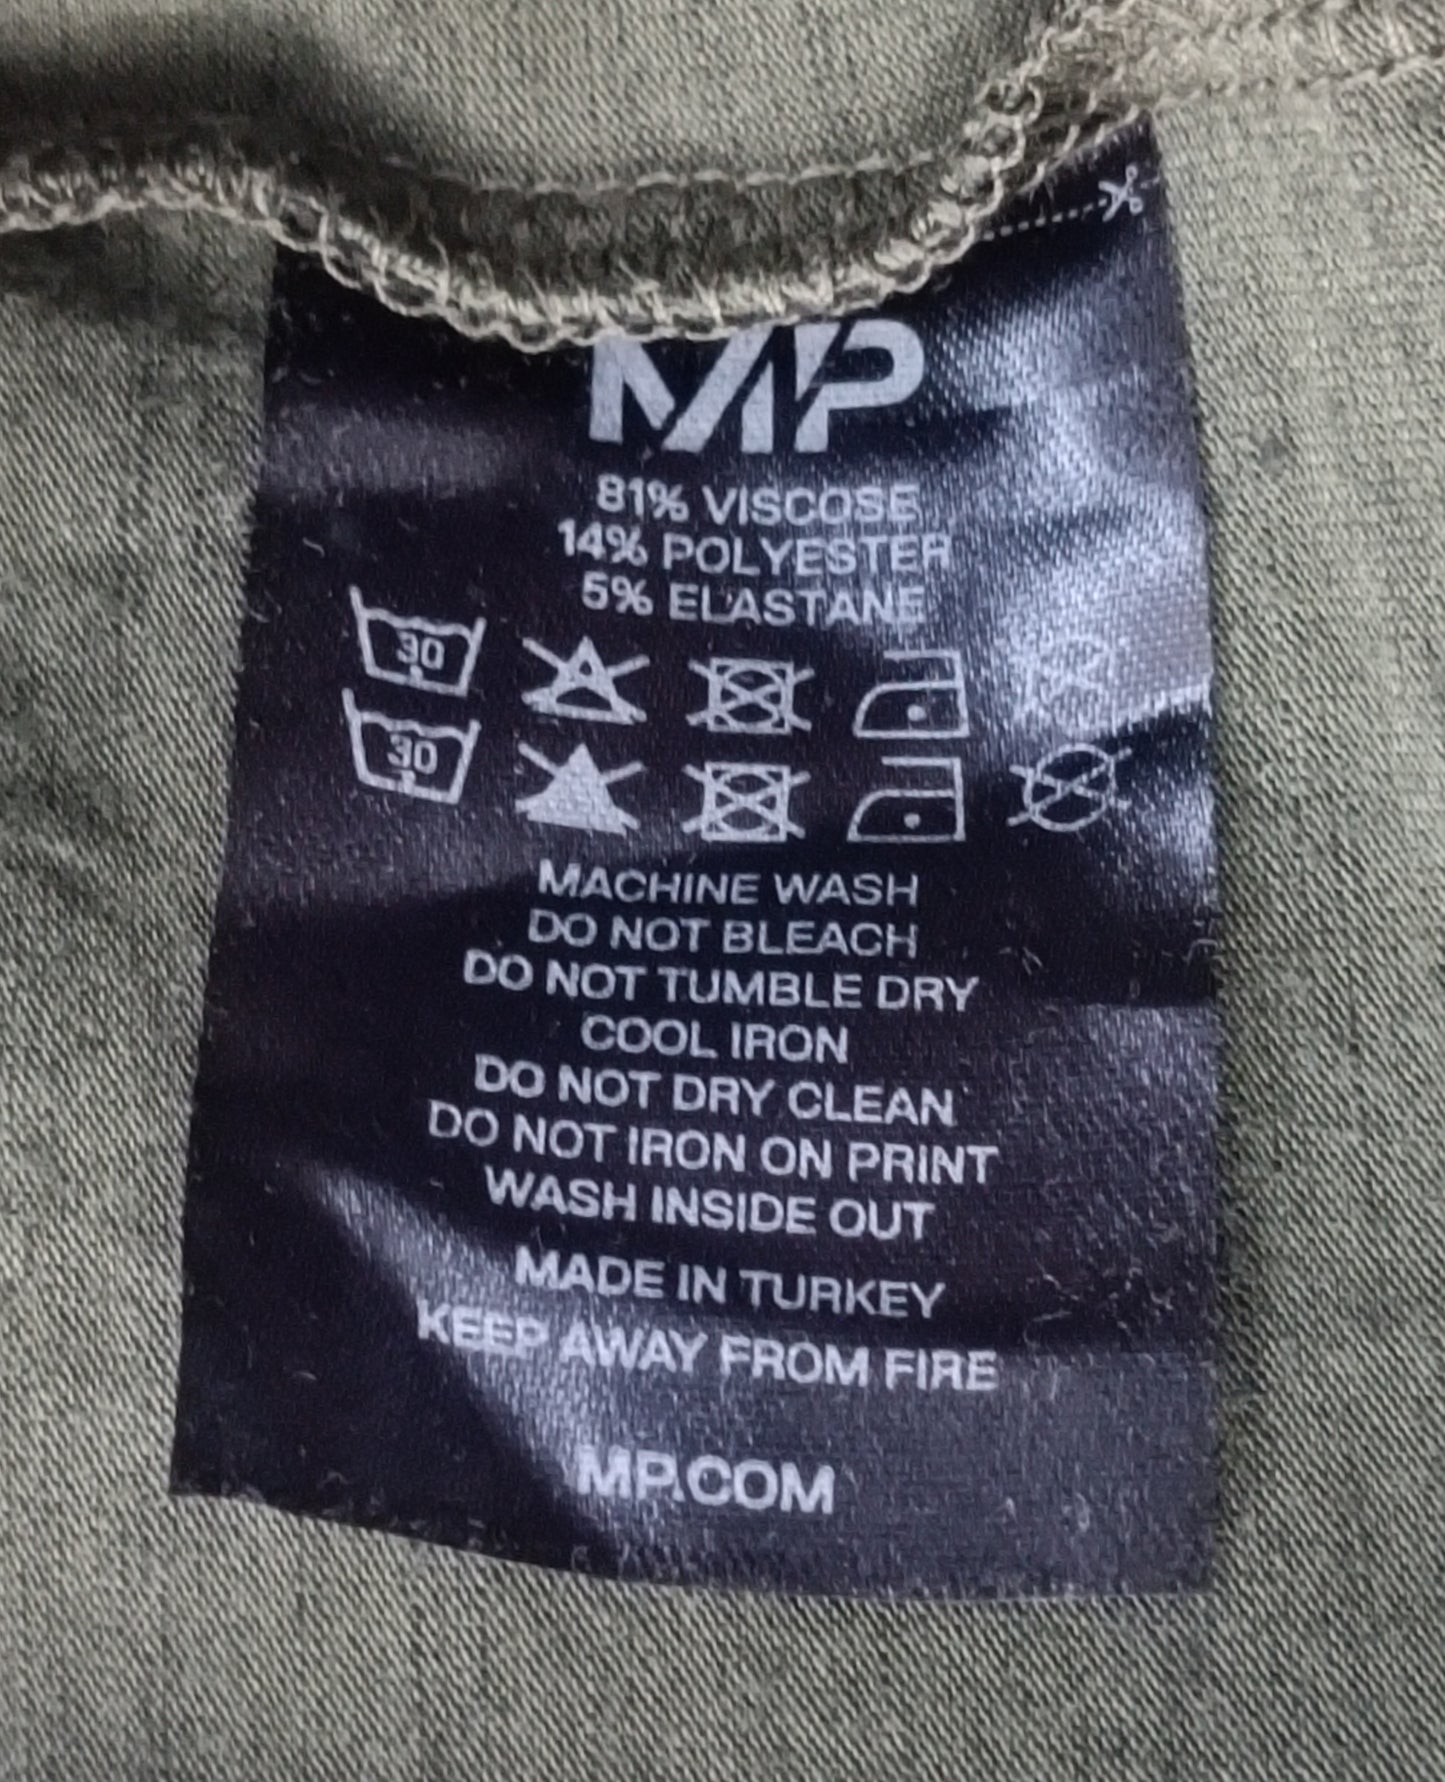 MP
81% VISCOSE
14% POLYESTER
5% ELASTANE
30
30
MACHINE WASH
DO NOT BLEACH
DO NOT TUMBLE DRY
COOL IRON
DO NOT DRY CLEAN
DO NOT IRON ON PRINT
WASH INSIDE OUT
MADE IN TURKEY
KEEP AWAY FROM FIRE
MP.COM